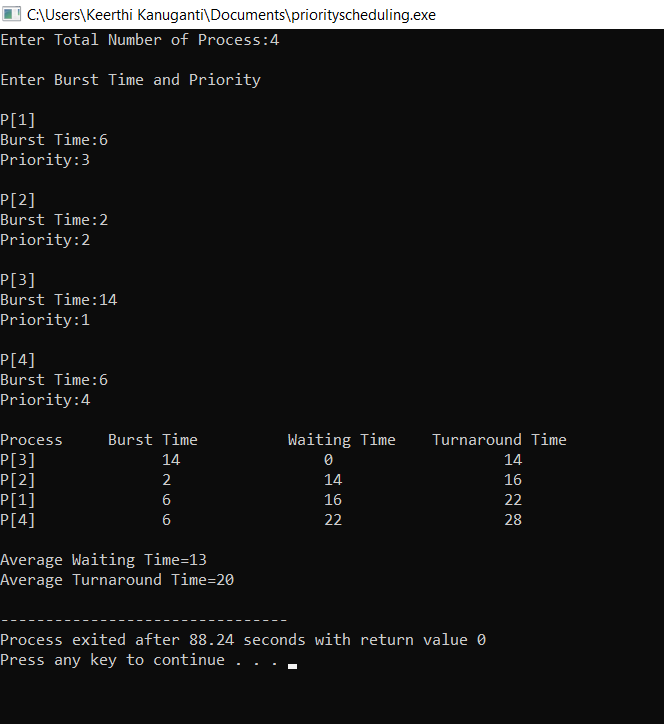 C:\Users\Keerthi Kanuganti\Documents\priorityscheduling.exe
Enter Total Number of Process:4
Enter Burst Time and Priority
P[1]
Burst Time:6
Priority:3
P[2]
Burst Time:2
Priority:2
P[3]
Burst Time:14
Priority:1
P[4]
Burst Time:6
Priority:4
Process Burst Time Waiting Time Turnaround Time
P[3] 14 0 14
P[2] 2 14 16
P[1] 6 16 22
P[4] 6 22 28
Average Waiting Time=13
Average Turnaround Time=20
--------------------------------
Process exited after 88.24 seconds with return value 0
Press any key to continue . . .